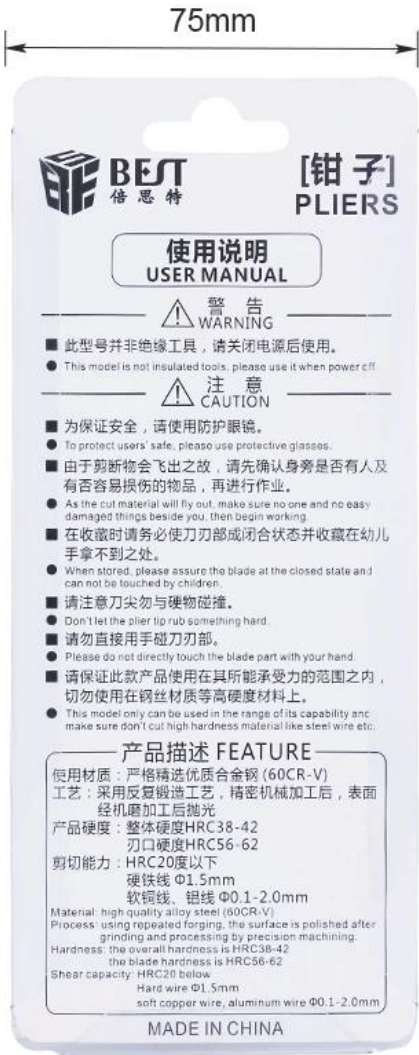 75mm
BEST
倍思特
[钳子]
PLIERS
使用说明
USER MANUAL
警 告
WARNING
■ 此型号并非绝缘工具，请关闭电源后使用。
● This model is not insulated tools, please use it when power off.
注 意
CAUTION
■ 为保证安全，请使用防护眼镜。
● To protect users' safe, please use protective glasses.
■ 由于剪断物会飞出之故，请先确认身旁是否有人及
有否容易损伤的物品，再进行作业。
● As the cut material will fly out, make sure no one and no easy
damaged things beside you, then begin working.
■ 在收藏时请务必使刀刃部成闭合状态并收藏在幼儿
手拿不到之处。
● When stored, please assure the blade at the closed state and
can not be touched by children.
■ 请注意刀尖勿与硬物碰撞。
● Don't let the plier tip rub something hard.
■ 请勿直接用手碰刀刃部。
● Please do not directly touch the blade part with your hand.
■ 请保证此款产品使用在其所能承受力的范围之内，
切勿使用在钢丝材质等高硬度材料上。
● This model only can be used in the range of its capability and
make sure don't cut high hardness material like steel wire etc.
产品描述 FEATURE
使用材质：严格精选优质合金钢 (60CR-V)
工艺：采用反复锻造工艺，精密机械加工后，表面
经机磨加工后抛光
产品硬度：整体硬度HRC38-42
刃口硬度HRC56-62
剪切能力：HRC20度以下
硬铁线 Φ1.5mm
软铜线、铝线 Φ0.1-2.0mm
Material: high quality alloy steel (60CR-V)
Process: using repeated forging, the surface is polished after
grinding and processing by precision machining.
Hardness: the overall hardness is HRC38-42
the blade hardness is HRC56-62
Shear capacity: HRC20 below
Hard wire Φ1.5mm
soft copper wire, aluminum wire Φ0.1-2.0mm
MADE IN CHINA